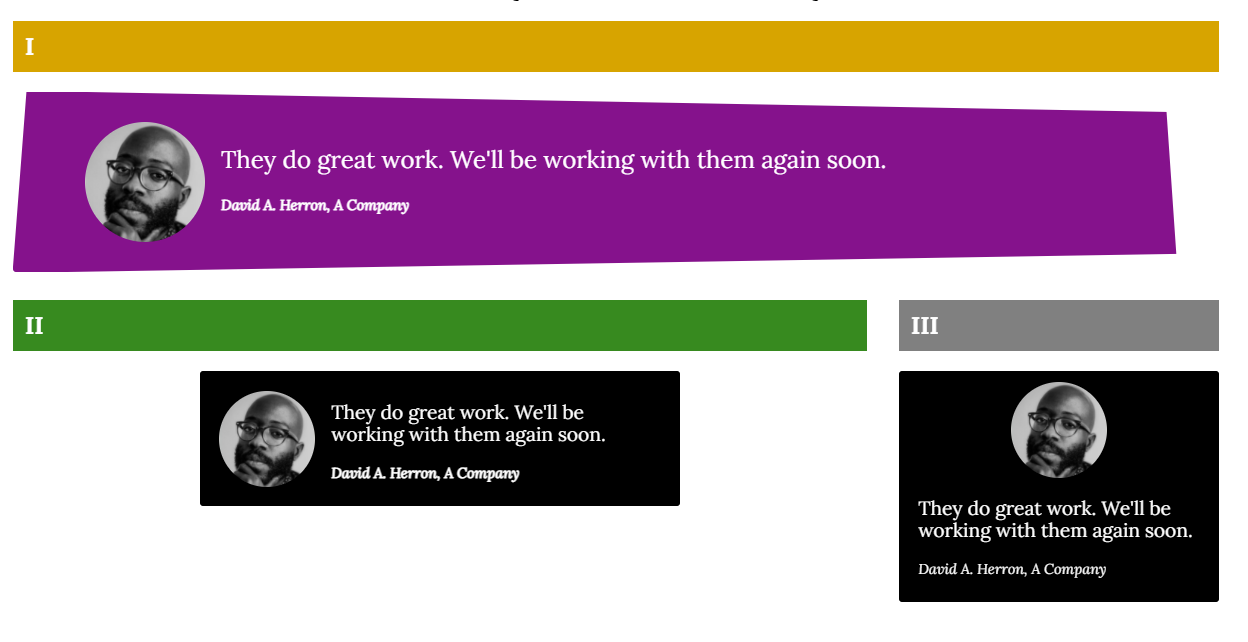 I
They do great work. We'll be working with them again soon.
David A. Herron, A Company
II
They do great work. We'll be
working with them again soon.
David A. Herron, A Company
III
They do great work. We'll be
working with them again soon.
David A. Herron, A Company